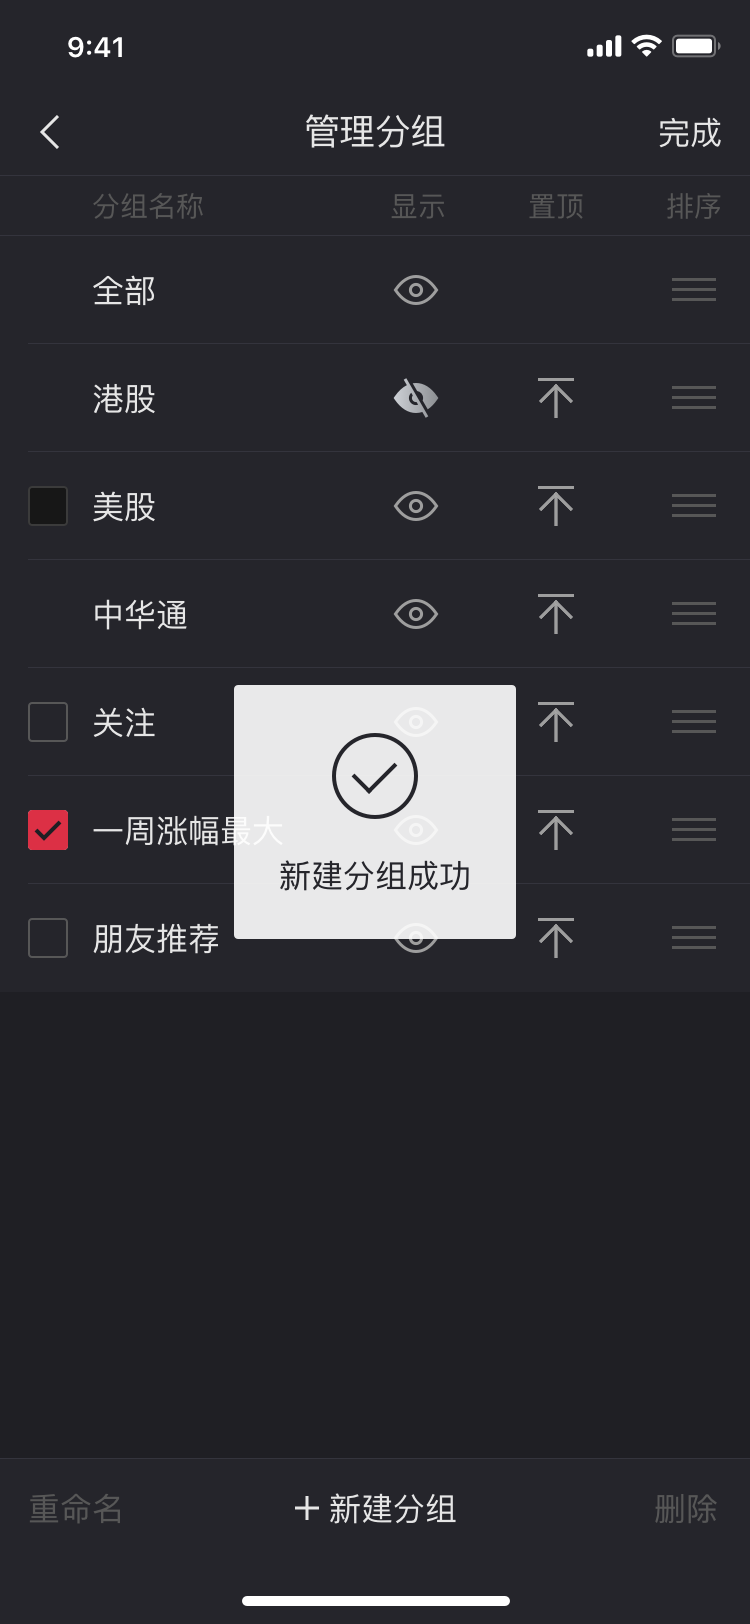 9:41
管理分组
完成
分组名称 显示 置顶 排序
全部
港股
美股
中华通
关注
一周涨幅最大
新建分组成功
朋友推荐
重命名 新建分组 删除